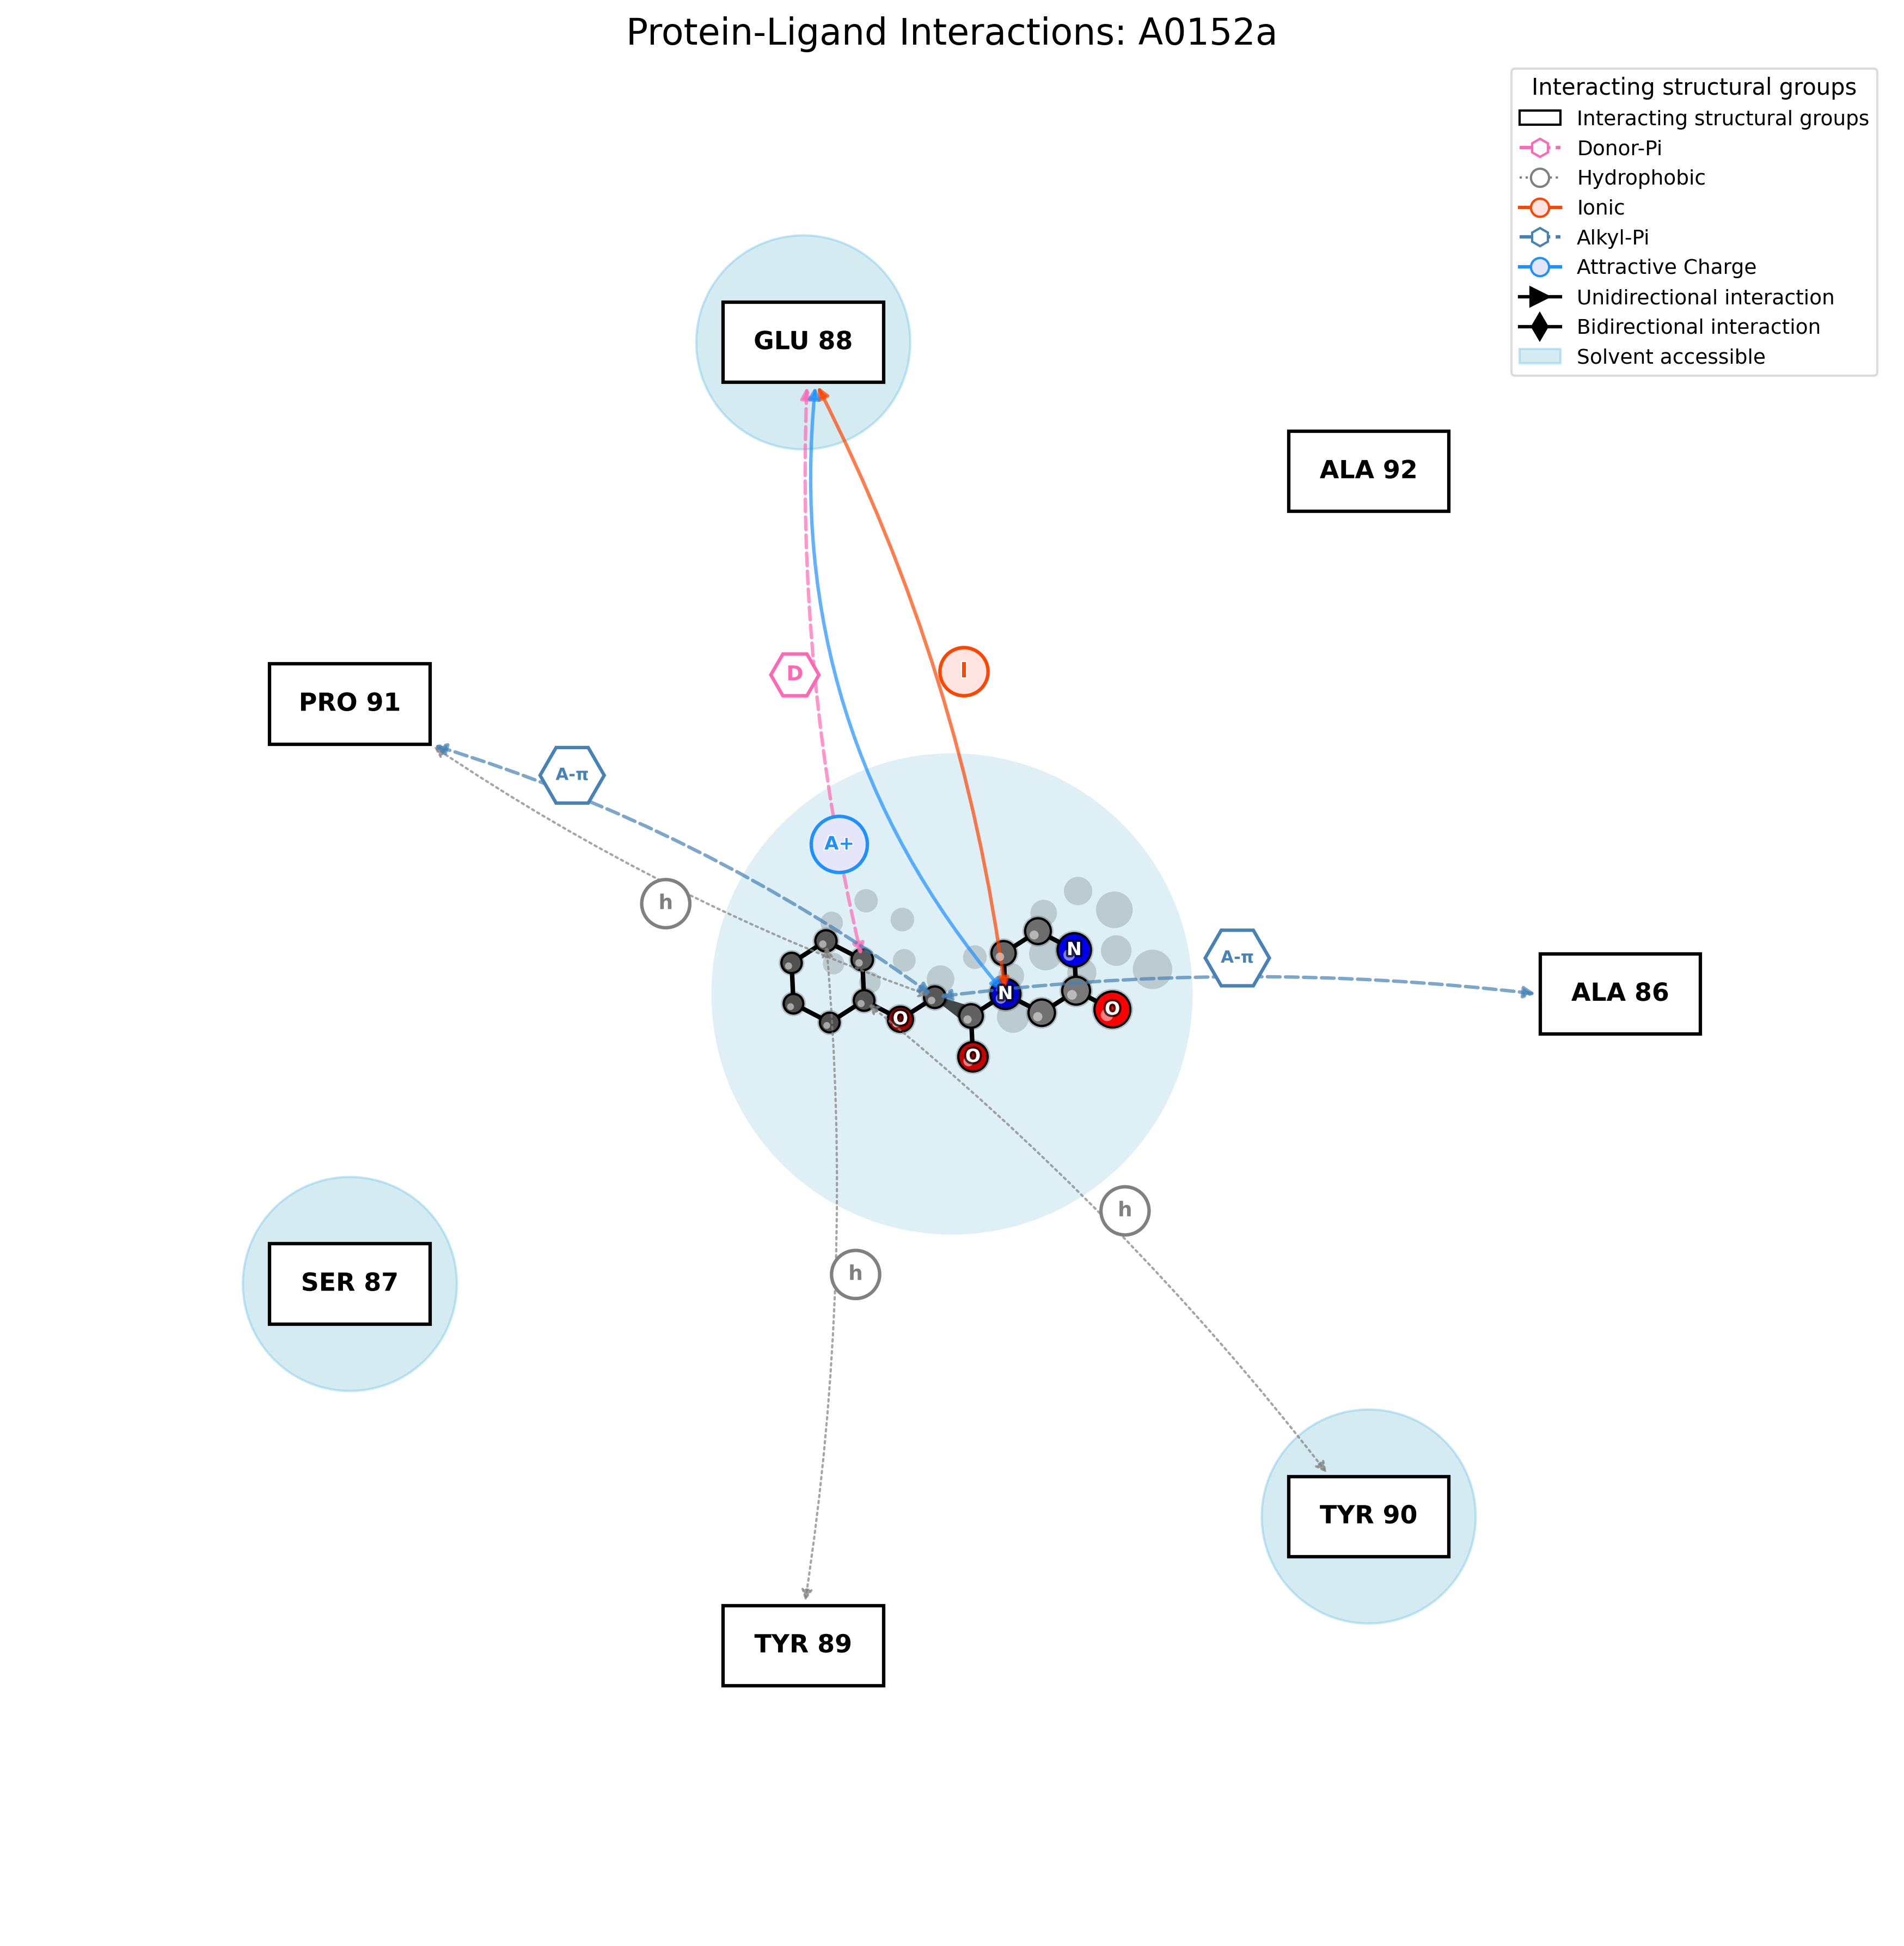 Protein-Ligand Interactions: A0152a
Interacting structural groups
Interacting structural groups
Donor-Pi
Hydrophobic
Ionic
Alkyl-Pi
Attractive Charge
Unidirectional interaction
Bidirectional interaction
Solvent accessible
GLU 88
ALA 92
D
I
PRO 91
A-π
A+
h
N
A-π
ALA 86
N
O
O
O
h
SER 87
h
TYR 90
TYR 89